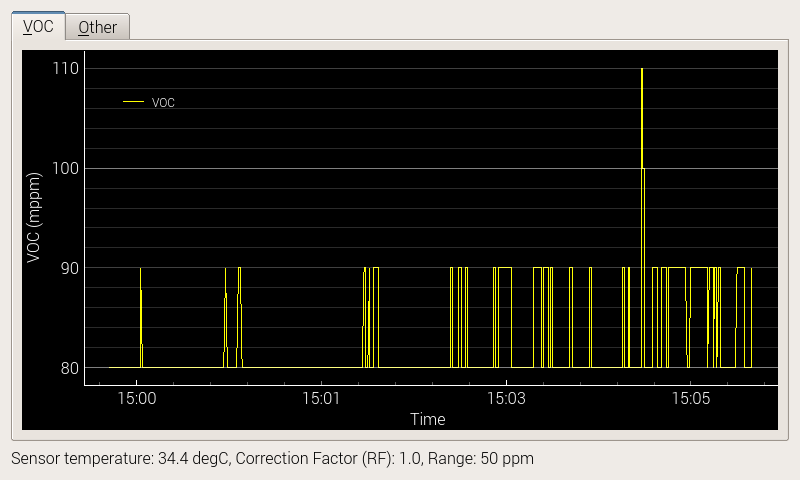 VOC Other
110
VOC
100
VOC (mppm)
90
80
15:00 15:01 15:03 15:05
Time
Sensor temperature: 34.4 degC, Correction Factor (RF): 1.0, Range: 50 ppm